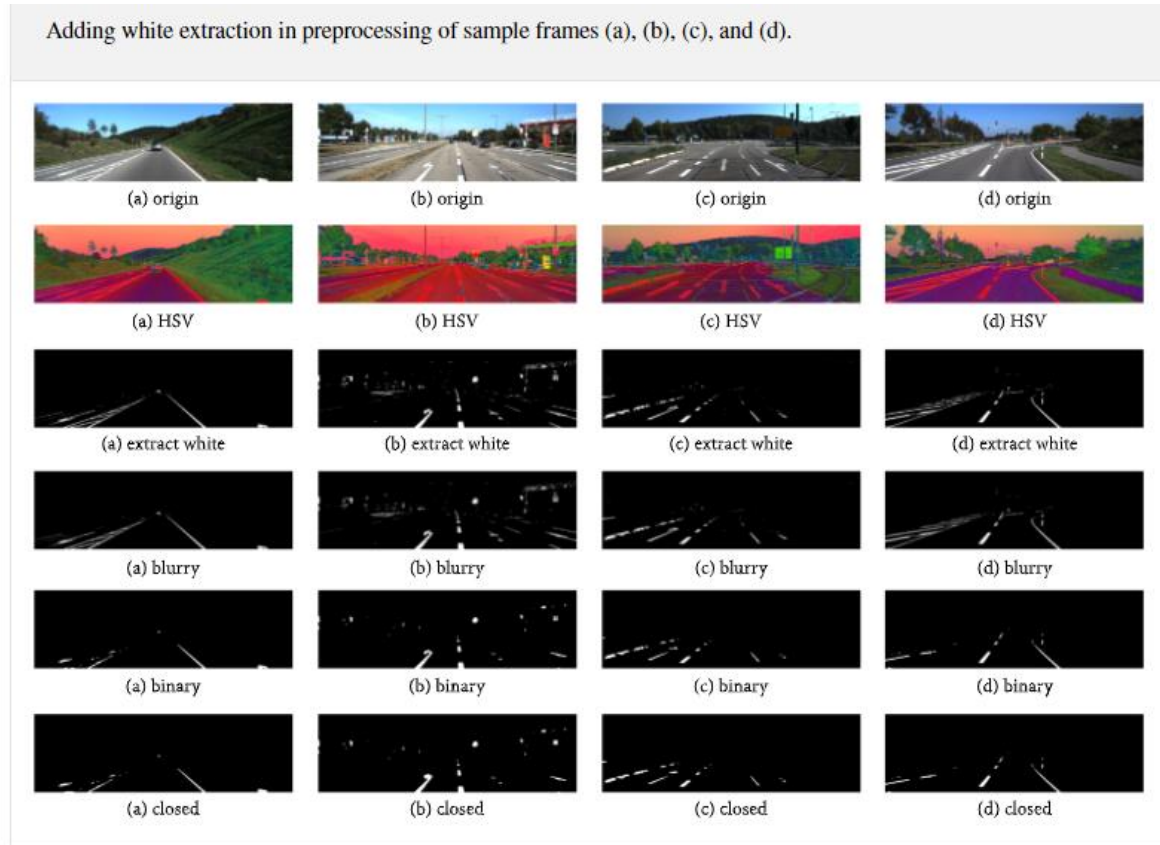 Adding white extraction in preprocessing of sample frames (a), (b), (c), and (d).
(a) origin
(b) origin
(c) origin
(d) origin
(a) HSV
(b) HSV
(c) HSV
(d) HSV
(a) extract white
(b) extract white
(c) extract white
(d) extract white
(a) blurry
(b) blurry
(c) blurry
(d) blurry
(a) binary
(b) binary
(c) binary
(d) binary
(a) closed
(b) closed
(c) closed
(d) closed